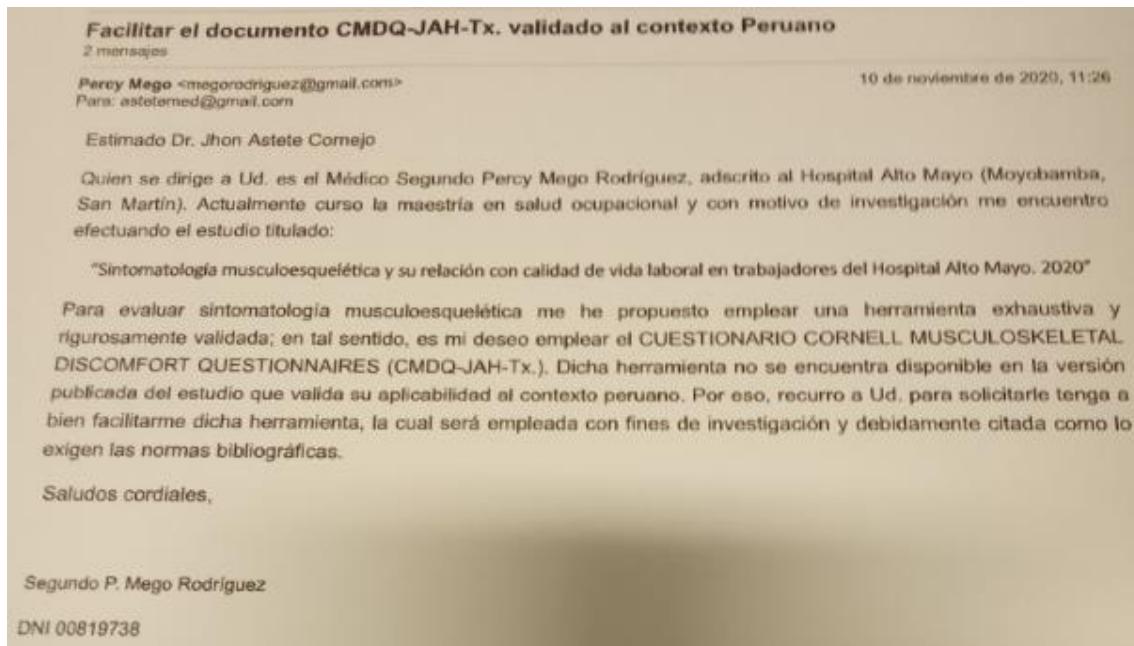 Facilitar el documento CMDQ-JAH-Tx. validado al contexto Peruano
2 mensajes
Percy Mego <megorodriguez@gmail.com>
10 de noviembre de 2020, 11:26
Para: astetemed@gmail.com
Estimado Dr. Jhon Astete Cornejo
Quien se dirige a Ud. es el Médico Segundo Percy Mego Rodríguez, adscrito al Hospital Alto Mayo (Moyobamba,
San Martín). Actualmente curso la maestría en salud ocupacional y con motivo de investigación me encuentro
efectuando el estudio titulado:
"Sintomatología musculoesquelética y su relación con calidad de vida laboral en trabajadores del Hospital Alto Mayo. 2020"
Para evaluar sintomatología musculoesquelética me he propuesto emplear una herramienta exhaustiva y
rigurosamente validada; en tal sentido, es mi deseo emplear el CUESTIONARIO CORNELL MUSCULOSKELETAL
DISCOMFORT QUESTIONNAIRES (CMDQ-JAH-Tx.). Dicha herramienta no se encuentra disponible en la versión
publicada del estudio que valida su aplicabilidad al contexto peruano. Por eso, recurro a Ud. para solicitarle tenga a
bien facilitarme dicha herramienta, la cual será empleada con fines de investigación y debidamente citada como lo
exigen las normas bibliográficas.
Saludos cordiales,
Segundo P. Mego Rodríguez
DNI 00819738